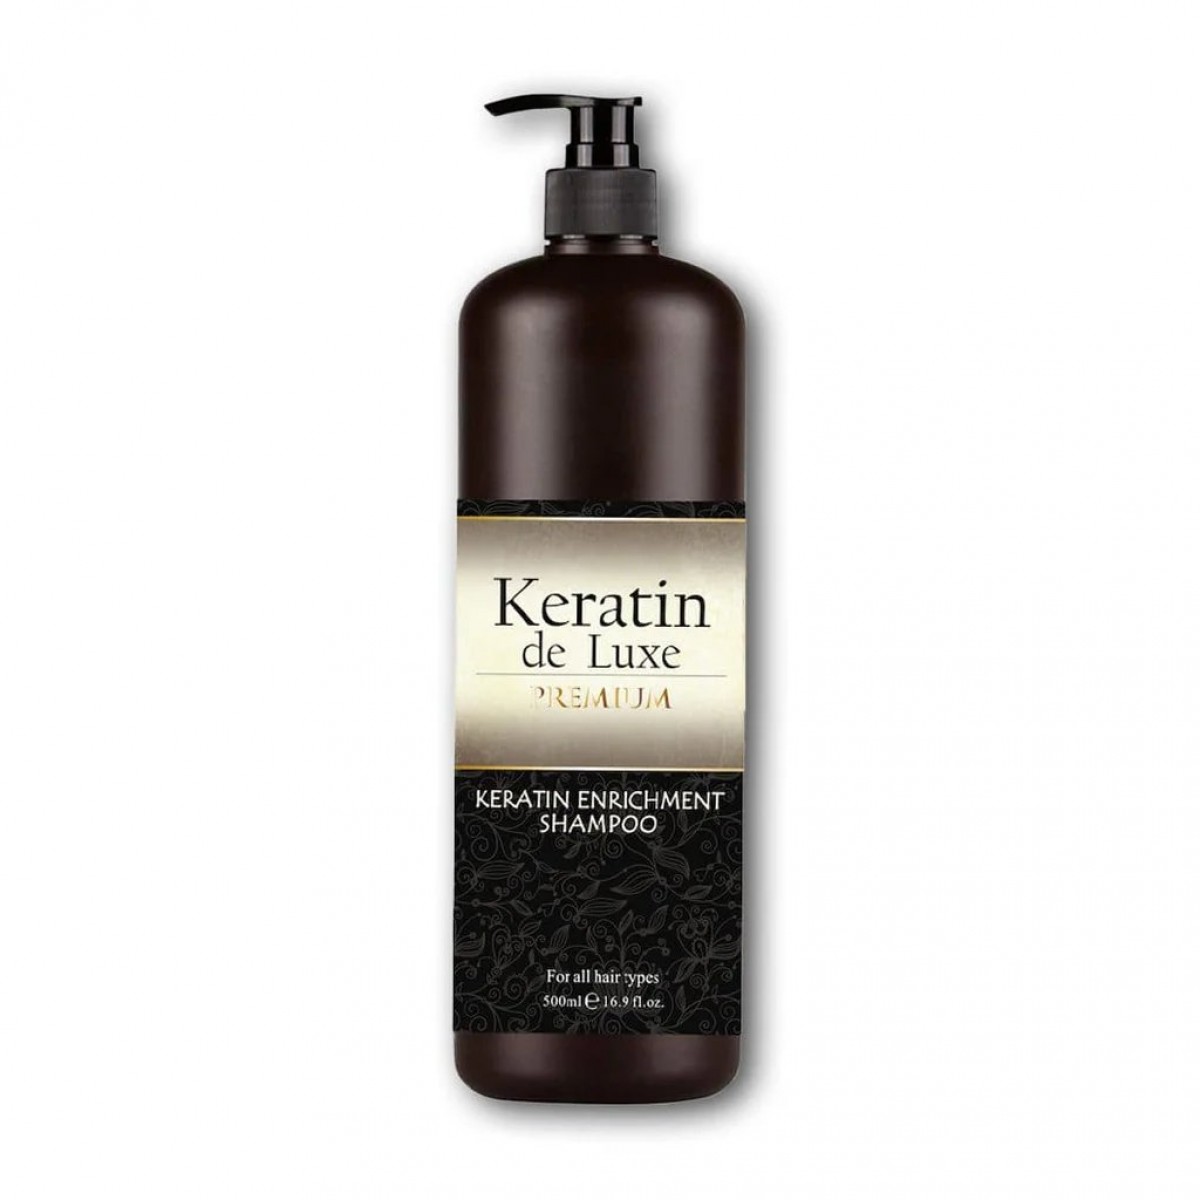 Keratin
de Luxe
PREMIUM
KERATIN ENRICHMENT
SHAMPOO
For all hair types
500ml ℮ 16.9 fl.oz.